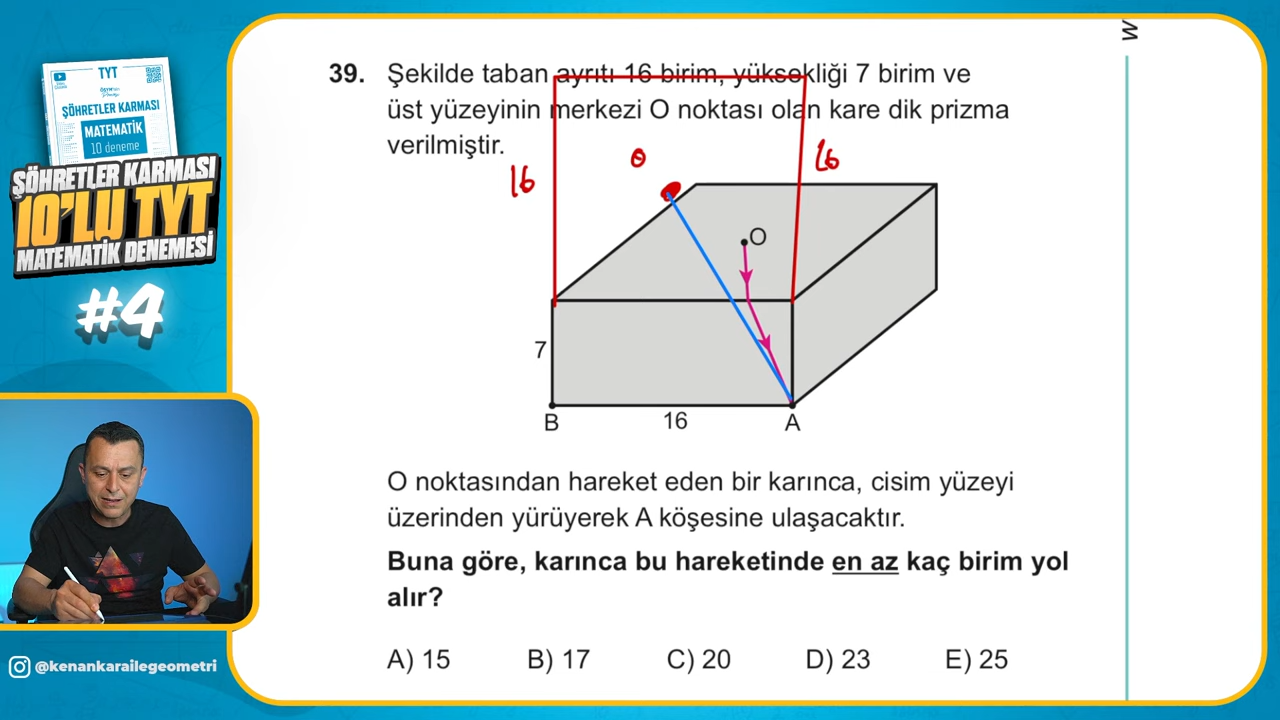 TYT
ŞÖHRETLER KARMASI
MATEMATİK
10 deneme
ŞÖHRETLER KARMASI
10'LU TYT
MATEMATİK DENEMESİ
#4
@kenankarailegeometri
39. Şekilde taban ayrıtı 16 birim, yüksekliği 7 birim ve
üst yüzeyinin merkezi O noktası olan kare dik prizma
verilmiştir.
16
O
16
O
7
B
16
A
O noktasından hareket eden bir karınca, cisim yüzeyi
üzerinden yürüyerek A köşesine ulaşacaktır.
Buna göre, karınca bu hareketinde en az kaç birim yol
alır?
A) 15 B) 17 C) 20 D) 23 E) 25